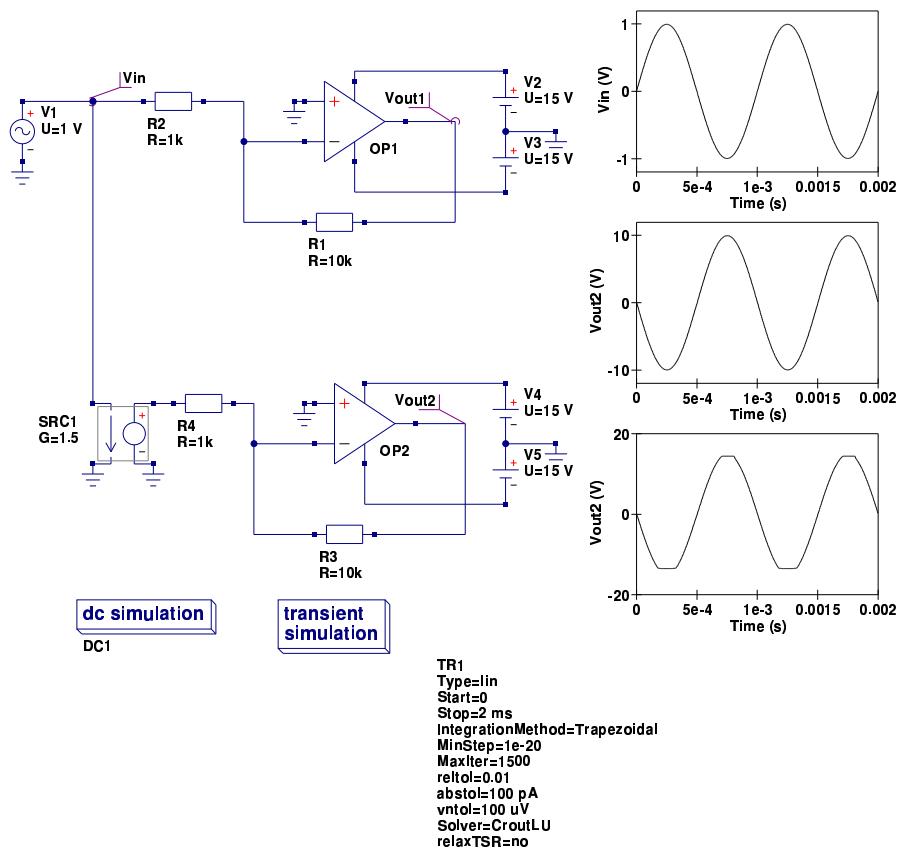 Vin
V1
U=1 V
R2
R=1k
OP1
Vout1
V2
U=15 V
V3
U=15 V
R1
R=10k
SRC1
G=1.5
R4
R=1k
OP2
Vout2
V4
U=15 V
V5
U=15 V
R3
R=10k
dc simulation
DC1
transient
simulation
TR1
Type=lin
Start=0
Stop=2 ms
IntegrationMethod=Trapezoidal
MinStep=1e-20
MaxIter=1500
reltol=0.01
abstol=100 pA
vntol=100 uV
Solver=CroutLU
relaxTSR=no
Vin (V)
1
0
-1
0 5e-4 1e-3 0.0015 0.002
Time (s)
Vout2 (V)
10
0
-10
0 5e-4 1e-3 0.0015 0.002
Time (s)
Vout2 (V)
20
0
-20
0 5e-4 1e-3 0.0015 0.002
Time (s)